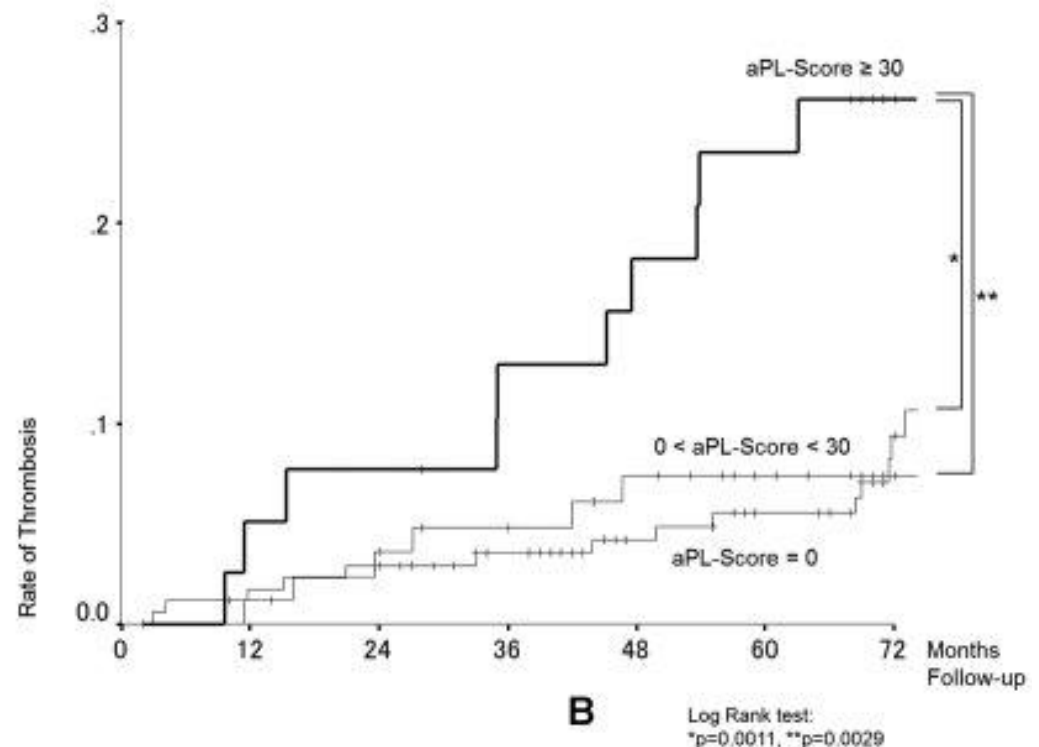 .3
aPL-Score ≥ 30
.2
*
**
.1
0 < aPL-Score < 30
aPL-Score = 0
Rate of Thrombosis
0.0
0 12 24 36 48 60 72 Months
Follow-up
B
Log Rank test:
*p=0.0011, **p=0.0029